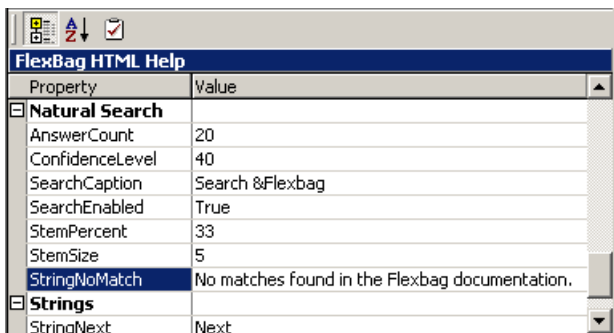 FlexBag HTML Help
Property Value
Natural Search
AnswerCount 20
ConfidenceLevel 40
SearchCaption Search &Flexbag
SearchEnabled True
StemPercent 33
StemSize 5
StringNoMatch No matches found in the Flexbag documentation.
Strings
StringNext Next